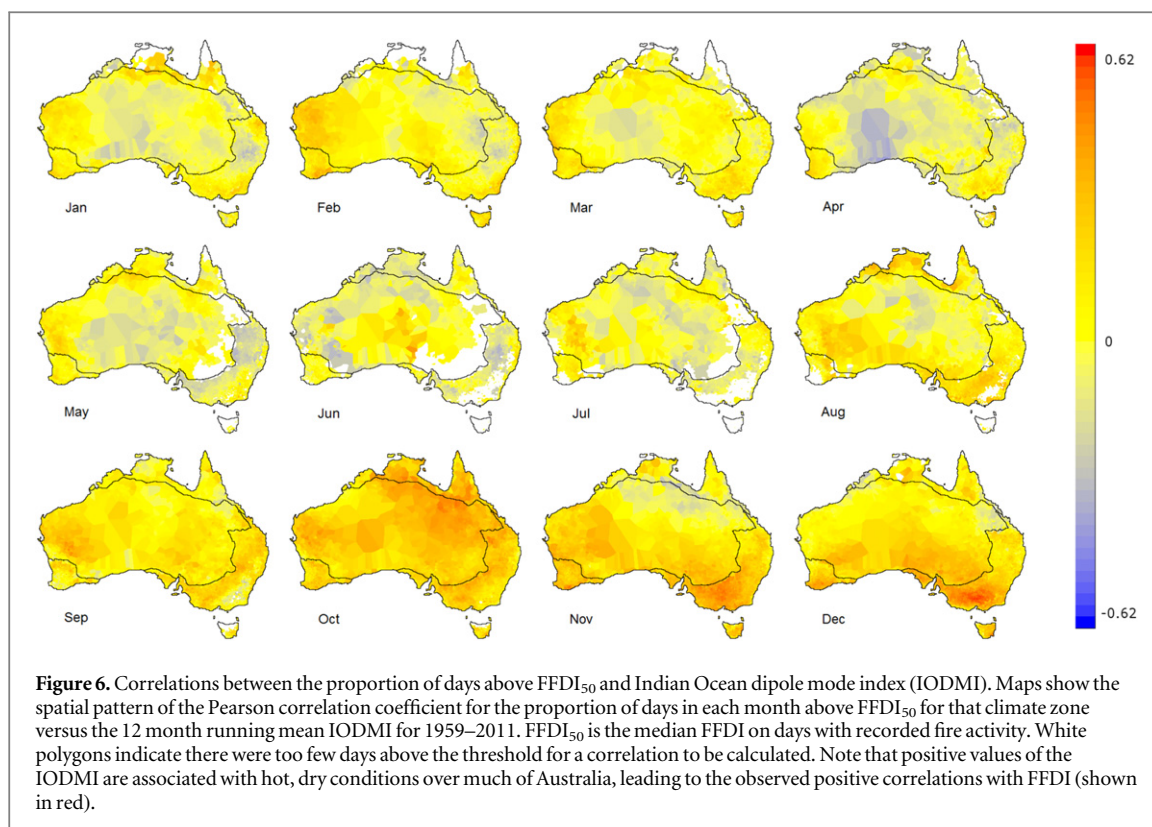 Jan
Feb
Mar
Apr
0.62
0
-0.62
May
Jun
Jul
Aug
Sep
Oct
Nov
Dec
Figure 6. Correlations between the proportion of days above FFDI₅₀ and Indian Ocean dipole mode index (IODMI). Maps show the
spatial pattern of the Pearson correlation coefficient for the proportion of days in each month above FFDI₅₀ for that climate zone
versus the 12 month running mean IODMI for 1959–2011. FFDI₅₀ is the median FFDI on days with recorded fire activity. White
polygons indicate there were too few days above the threshold for a correlation to be calculated. Note that positive values of the
IODMI are associated with hot, dry conditions over much of Australia, leading to the observed positive correlations with FFDI (shown
in red).